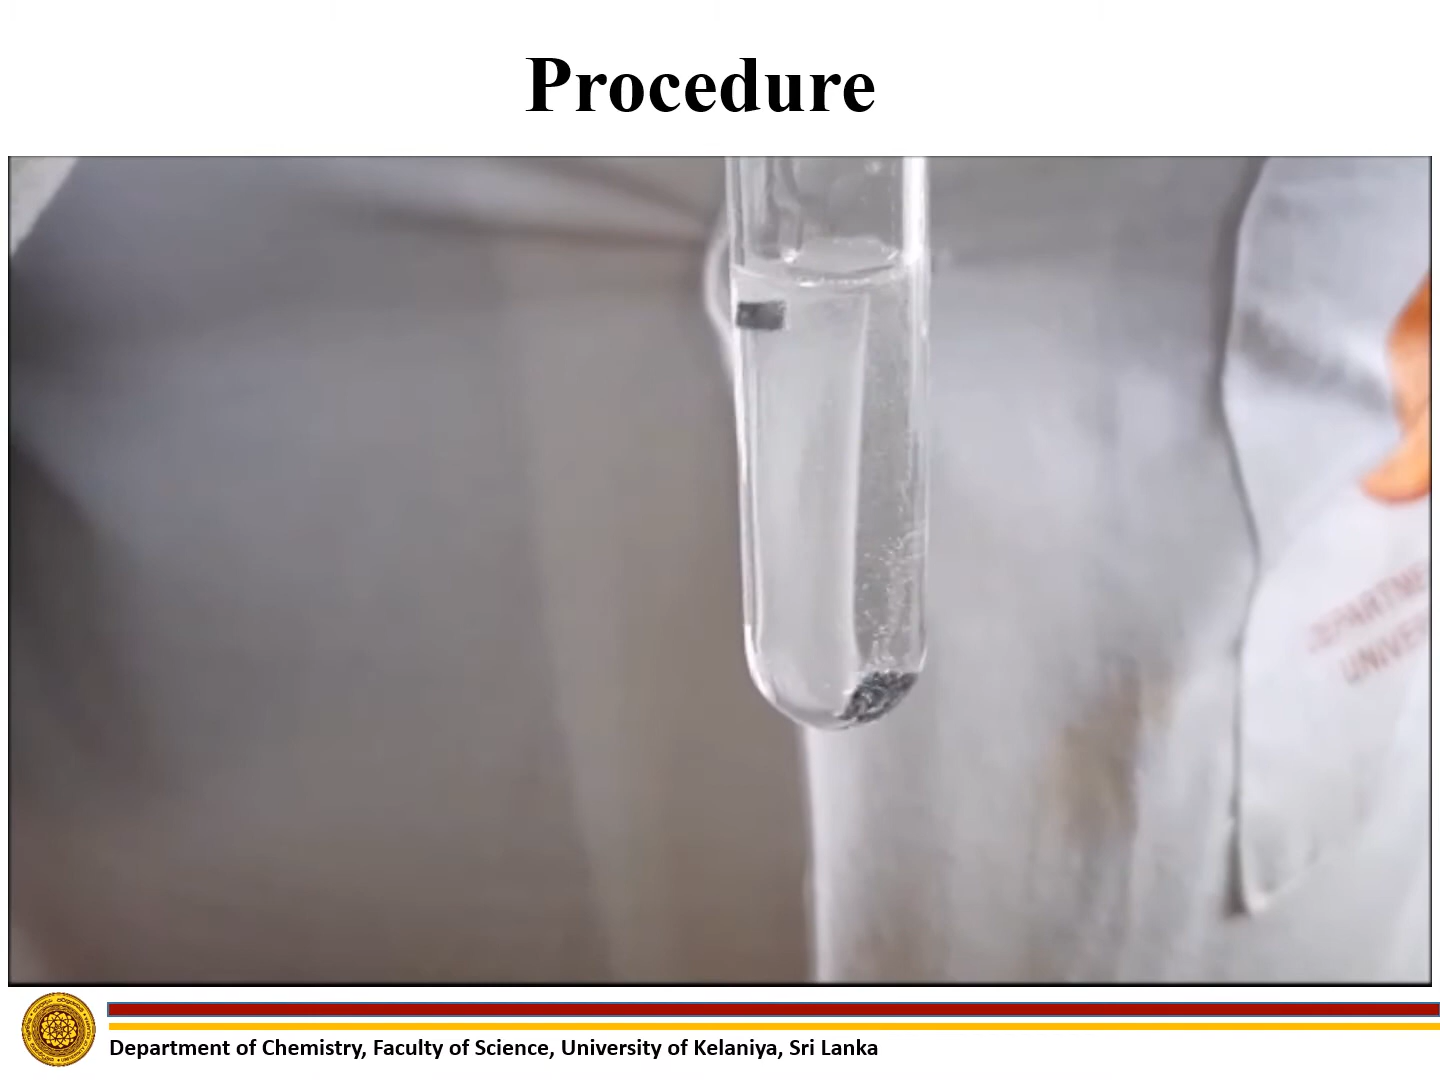 Procedure
Department of Chemistry, Faculty of Science, University of Kelaniya, Sri Lanka